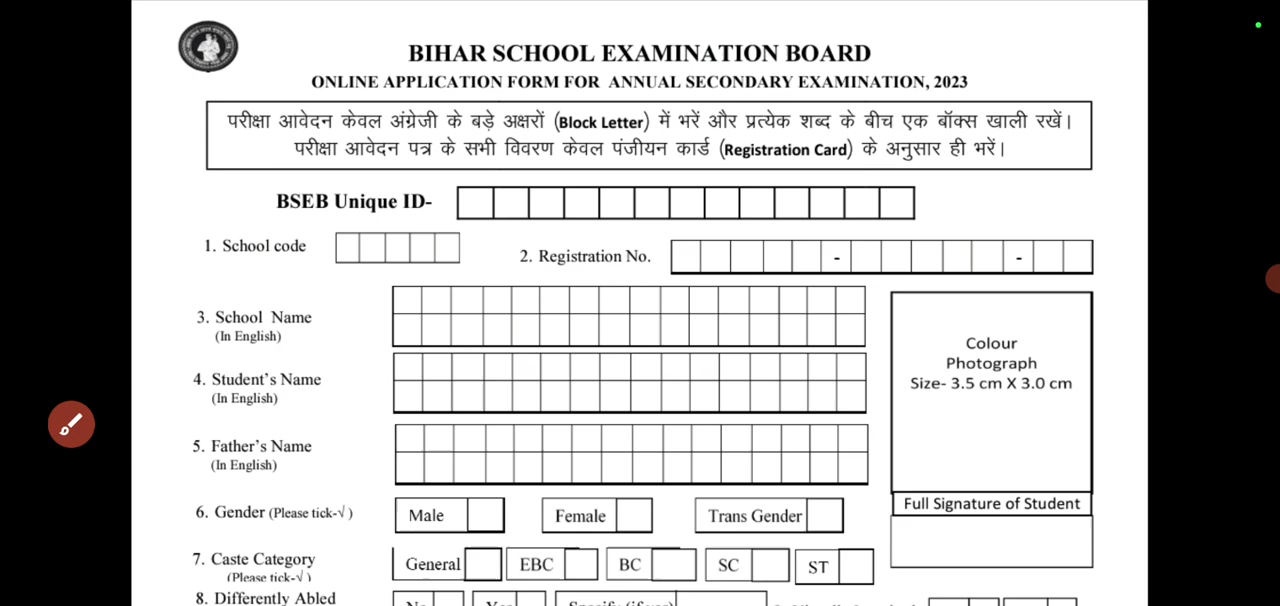 BIHAR SCHOOL EXAMINATION BOARD
ONLINE APPLICATION FORM FOR ANNUAL SECONDARY EXAMINATION, 2023
परीक्षा आवेदन केवल अंग्रेजी के बड़े अक्षरों (Block Letter) में भरें और प्रत्येक शब्द के बीच एक बॉक्स खाली रखें।
परीक्षा आवेदन पत्र के सभी विवरण केवल पंजीयन कार्ड (Registration Card) के अनुसार ही भरें।
BSEB Unique ID-
1. School code
2. Registration No. - -
3. School Name
(In English)
4. Student's Name
(In English)
5. Father's Name
(In English)
Colour
Photograph
Size- 3.5 cm X 3.0 cm
Full Signature of Student
6. Gender (Please tick-√ ) Male Female Trans Gender
7. Caste Category General EBC BC SC ST
(Please tick-√ )
8. Differently Abled